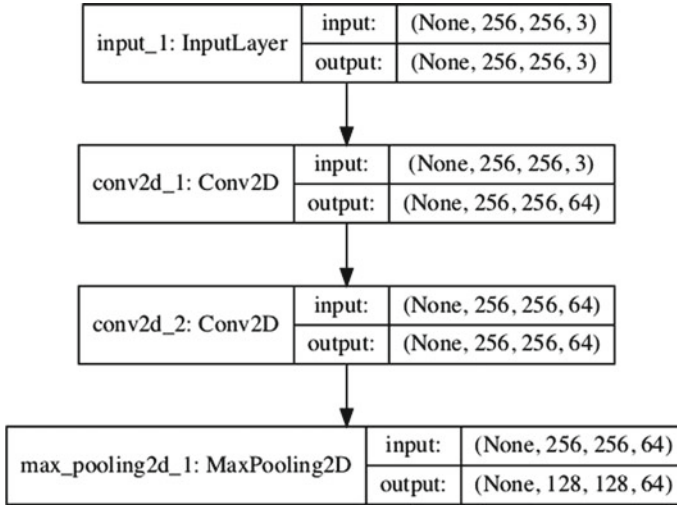 input_1: InputLayer
input: (None, 256, 256, 3)
output: (None, 256, 256, 3)
conv2d_1: Conv2D
input: (None, 256, 256, 3)
output: (None, 256, 256, 64)
conv2d_2: Conv2D
input: (None, 256, 256, 64)
output: (None, 256, 256, 64)
max_pooling2d_1: MaxPooling2D
input: (None, 256, 256, 64)
output: (None, 128, 128, 64)